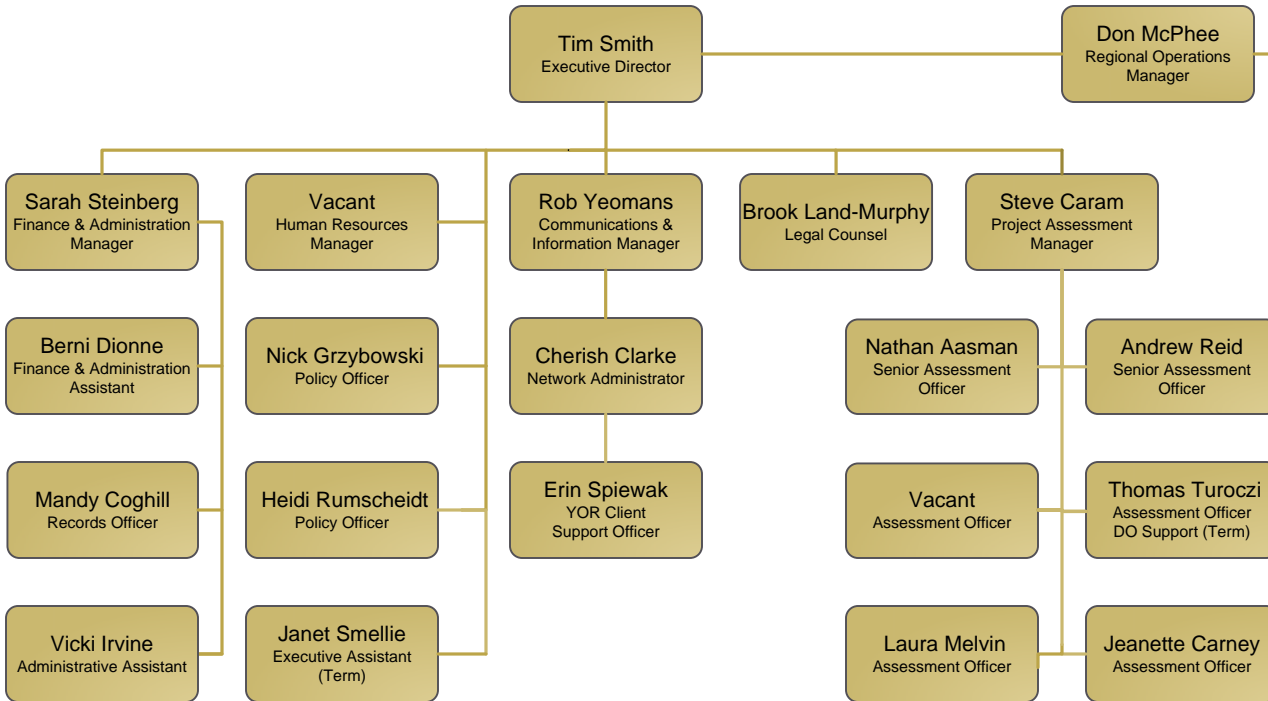 Tim Smith
Executive Director
Don McPhee
Regional Operations
Manager
Sarah Steinberg
Finance & Administration
Manager
Vacant
Human Resources
Manager
Rob Yeomans
Communications &
Information Manager
Brook Land-Murphy
Legal Counsel
Steve Caram
Project Assessment
Manager
Berni Dionne
Finance & Administration
Assistant
Nick Grzybowski
Policy Officer
Cherish Clarke
Network Administrator
Nathan Aasman
Senior Assessment
Officer
Andrew Reid
Senior Assessment
Officer
Mandy Coghill
Records Officer
Heidi Rumscheidt
Policy Officer
Erin Spiewak
YOR Client
Support Officer
Vacant
Assessment Officer
Thomas Turoczi
Assessment Officer
DO Support (Term)
Vicki Irvine
Administrative Assistant
Janet Smellie
Executive Assistant
(Term)
Laura Melvin
Assessment Officer
Jeanette Carney
Assessment Officer